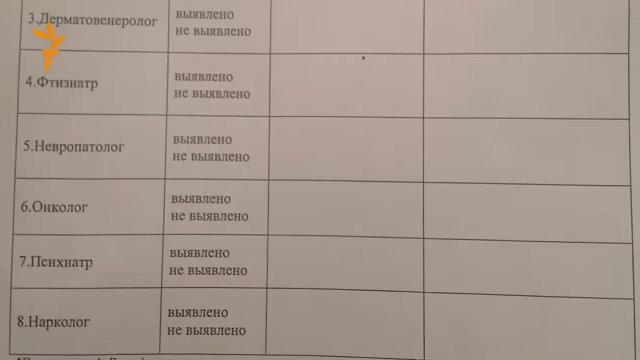 3.Дерматовенеролог
выявлено
не выявлено
4.Фтизиатр
выявлено
не выявлено
5.Невропатолог
выявлено
не выявлено
6.Онколог
выявлено
не выявлено
7.Психиатр
выявлено
не выявлено
8.Нарколог
выявлено
не выявлено